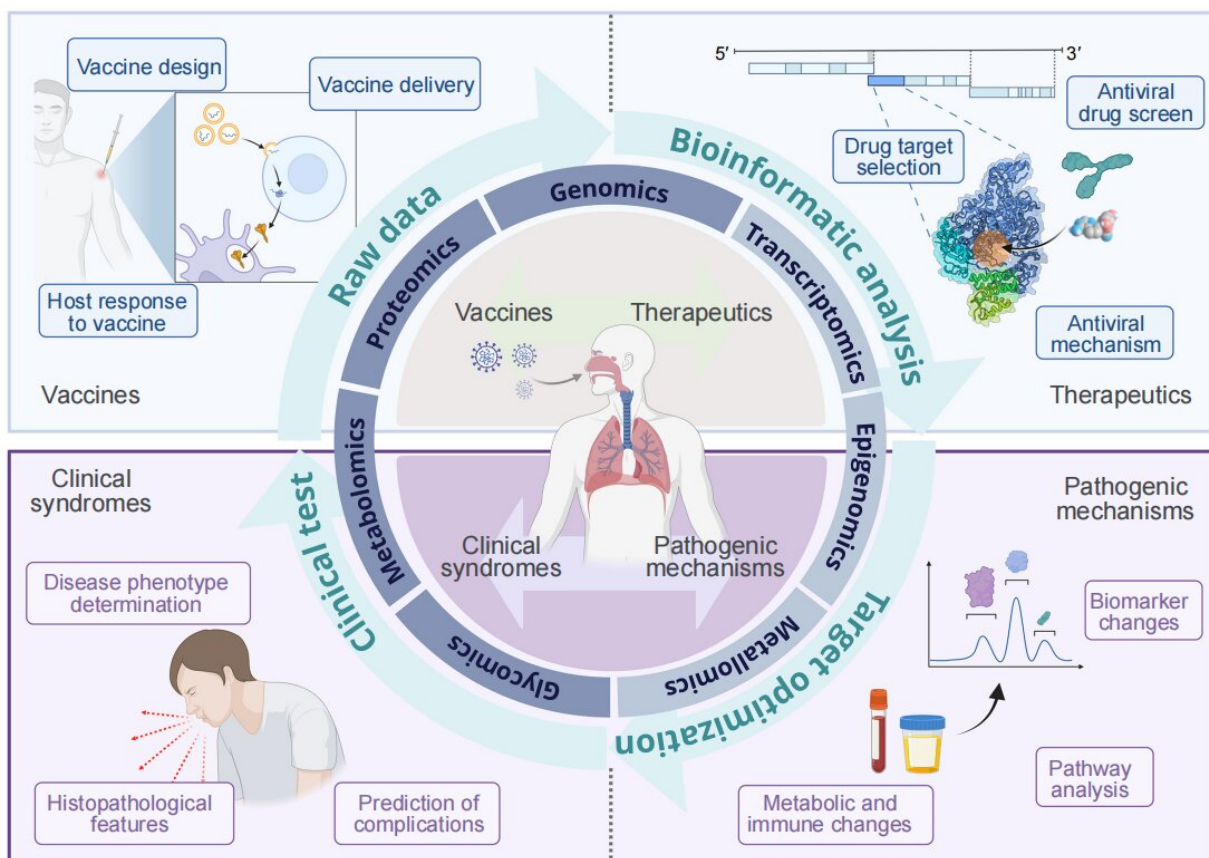 Vaccine design
Vaccine delivery
Host response
to vaccine
Vaccines
5′
3′
Antiviral
drug screen
Drug target
selection
Antiviral
mechanism
Therapeutics
Raw data
Bioinformatic analysis
Target optimization
Clinical test
Genomics
Transcriptomics
Epigenomics
Metallomics
Glycomics
Metabolomics
Proteomics
Vaccines
Therapeutics
Clinical
syndromes
Pathogenic
mechanisms
Clinical
syndromes
Disease phenotype
determination
Histopathological
features
Prediction of
complications
Pathogenic
mechanisms
Biomarker
changes
Pathway
analysis
Metabolic and
immune changes